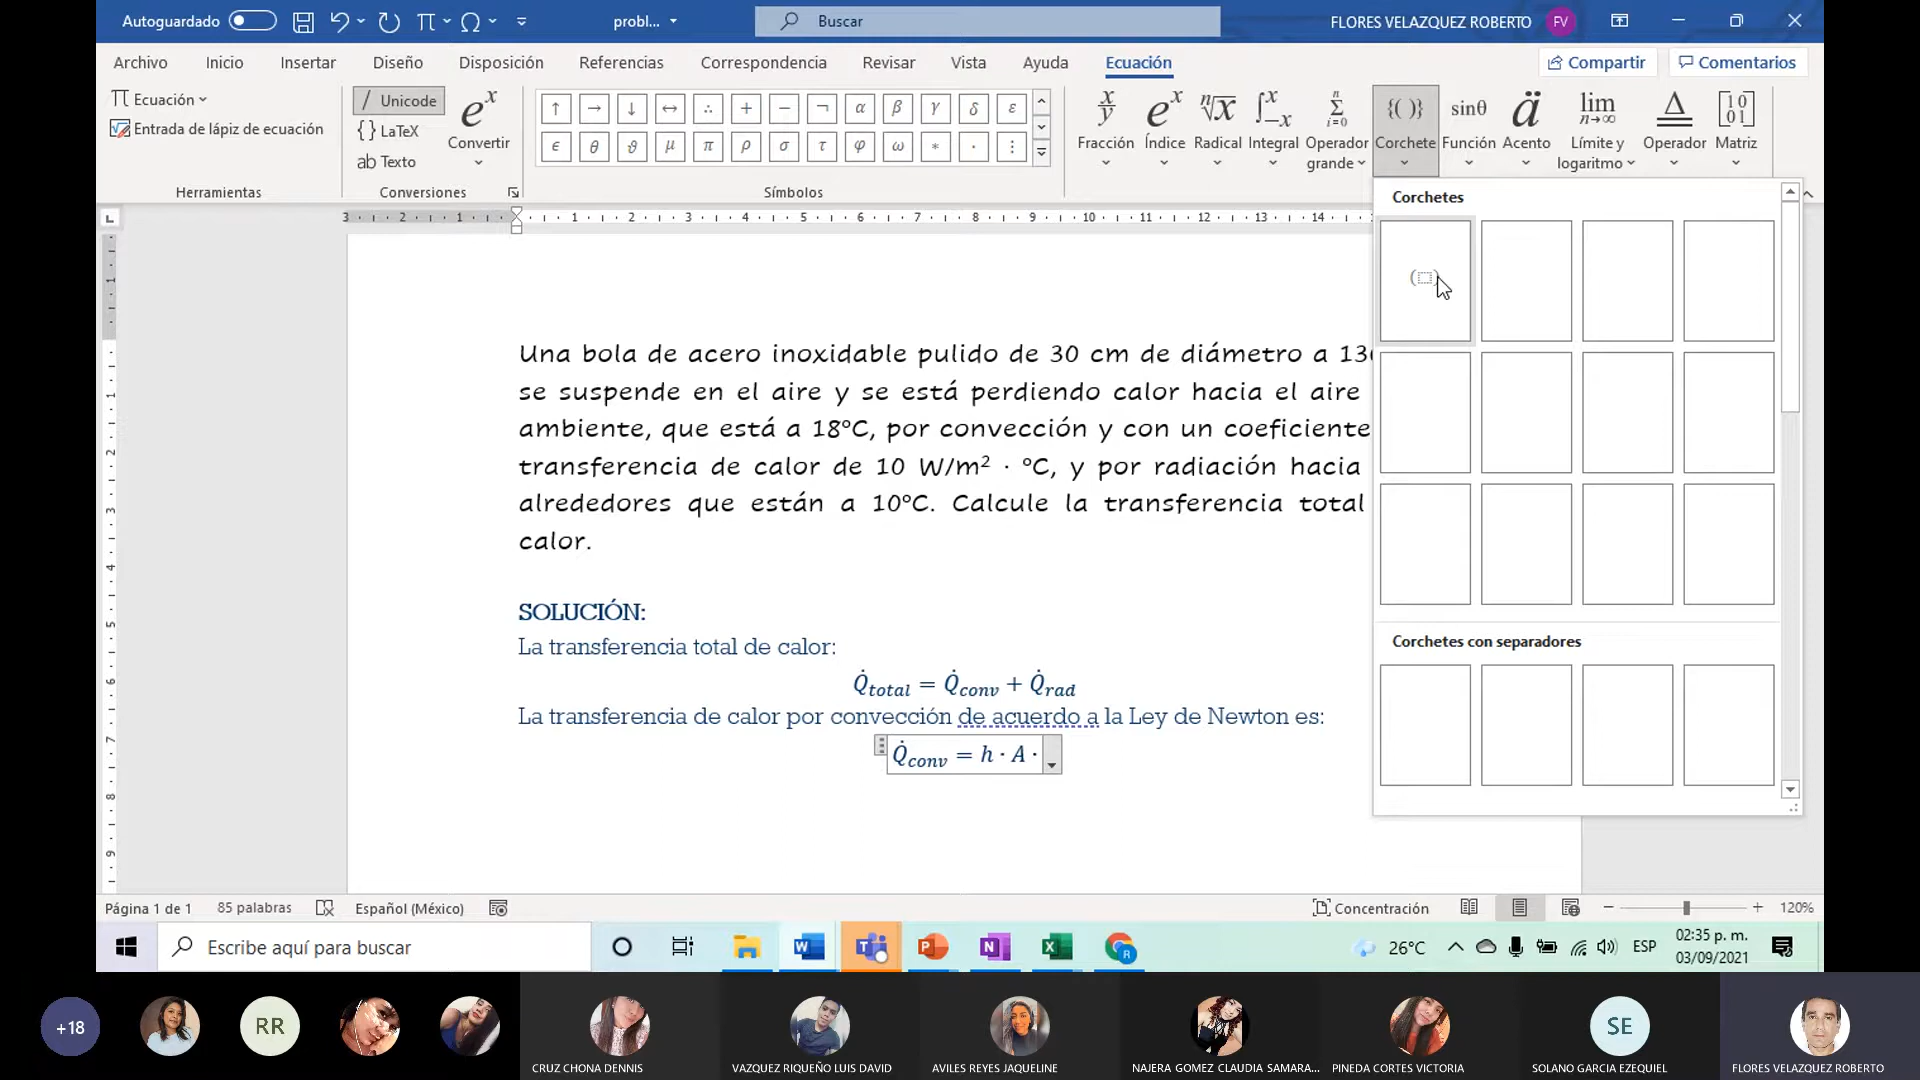 Autoguardado
probl...
Buscar
FLORES VELAZQUEZ ROBERTO
FV
Archivo Inicio Insertar Diseño Disposición Referencias Correspondencia Revisar Vista Ayuda Ecuación
Compartir
Comentarios
π Ecuación
Entrada de lápiz de ecuación
Herramientas
/ Unicode
{ } LaTeX
ab Texto
eˣ
Convertir
Conversiones
↑ → ↓ ↔ ∴ + − ¬ α β γ δ ε
ϵ θ ϑ μ π ρ σ τ φ ω ∗ ∙ ⋮
Símbolos
Fracción Índice Radical Integral Operador grande Corchete Función Acento Límite y logaritmo Operador Matriz
Corchetes
Corchetes con separadores
Una bola de acero inoxidable pulido de 30 cm de diámetro a
se suspende en el aire y se está perdiendo calor hacia el aire
ambiente, que está a 18°C, por convección y con un coeficiente
transferencia de calor de 10 W/m² · °C, y por radiación hacia
alrededores que están a 10°C. Calcule la transferencia total
calor.
SOLUCIÓN:
La transferencia total de calor:
Q̇total = Q̇conv + Q̇rad
La transferencia de calor por convección de acuerdo a la Ley de Newton es:
Q̇conv = h · A ·
Página 1 de 1 85 palabras Español (México) Concentración 120%
Escribe aquí para buscar
26°C
ESP
02:35 p. m.
03/09/2021
+18
RR
SE
CRUZ CHONA DENNIS
VAZQUEZ RIQUEÑO LUIS DAVID
AVILES REYES JAQUELINE
NAJERA GOMEZ CLAUDIA SAMARA...
PINEDA CORTES VICTORIA
SOLANO GARCIA EZEQUIEL
FLORES VELAZQUEZ ROBERTO